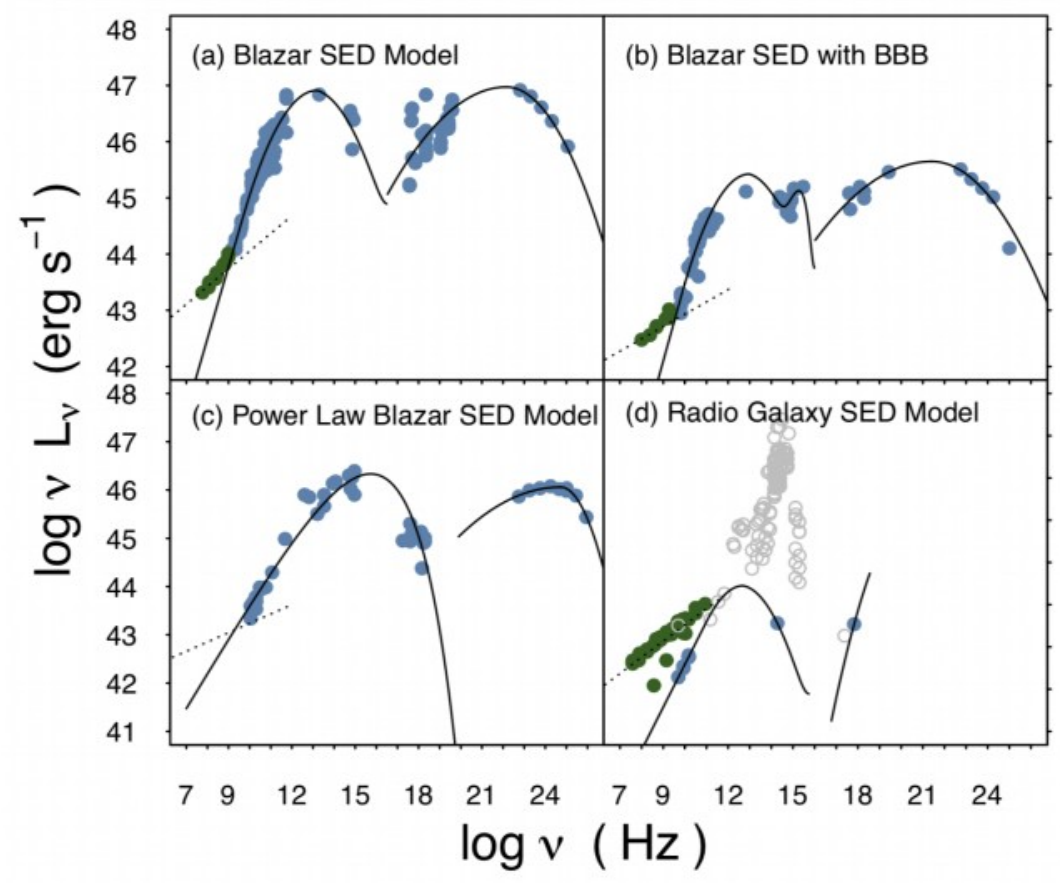 (a) Blazar SED Model
(b) Blazar SED with BBB
(c) Power Law Blazar SED Model
(d) Radio Galaxy SED Model
48
47
46
45
44
43
42
48
47
46
45
44
43
42
41
log ν Lν (erg s⁻¹)
7 9 12 15 18 21 24
7 9 12 15 18 21 24
log ν ( Hz )